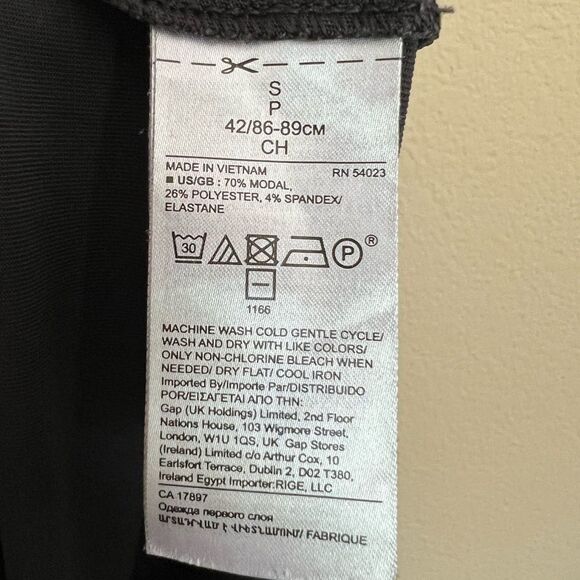 S
P
42/86-89CM
CH
MADE IN VIETNAM RN 54023
■ US/GB : 70% MODAL,
26% POLYESTER, 4% SPANDEX/
ELASTANE
30 P ®
1166
MACHINE WASH COLD GENTLE CYCLE/
WASH AND DRY WITH LIKE COLORS/
ONLY NON-CHLORINE BLEACH WHEN
NEEDED/ DRY FLAT/ COOL IRON
Imported By/Importe Par/DISTRIBUIDO
POR/ΕΙΣΑΓΕΤΑΙ ΑΠΟ ΤΗΝ:
Gap (UK Holdings) Limited, 2nd Floor
Nations House, 103 Wigmore Street,
London, W1U 1QS, UK Gap Stores
(Ireland) Limited c/o Arthur Cox, 10
Earlsfort Terrace, Dublin 2, D02 T380,
Ireland Egypt Importer:RIGE, LLC
CA 17897
Одежда первого слоя
ԱՐՏԱԴՎԱԾ Է ՎԻԵՏՆԱՄՈՒՄ/ FABRIQUE